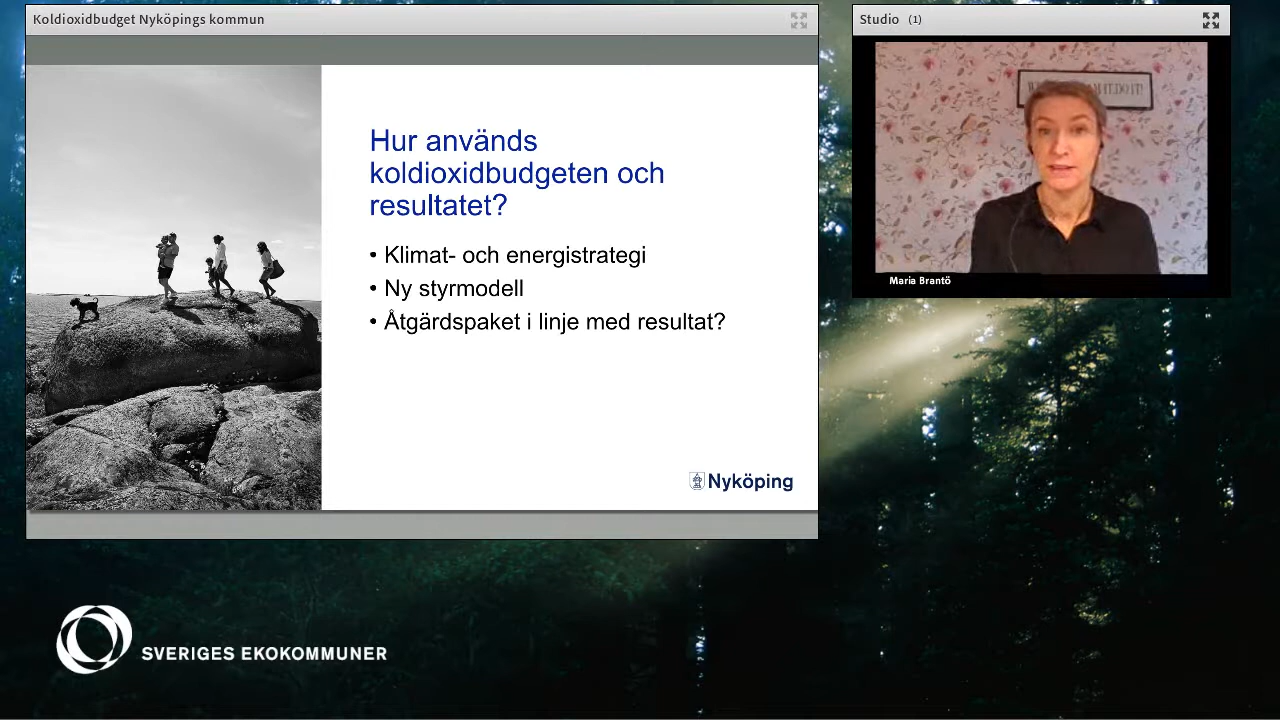 Koldioxidbudget Nyköpings kommun
Studio (1)
Hur används
koldioxidbudgeten och
resultatet?
• Klimat- och energistrategi
• Ny styrmodell
• Åtgärdspaket i linje med resultat?
Nyköping
Maria Brantö
SVERIGES EKOKOMMUNER